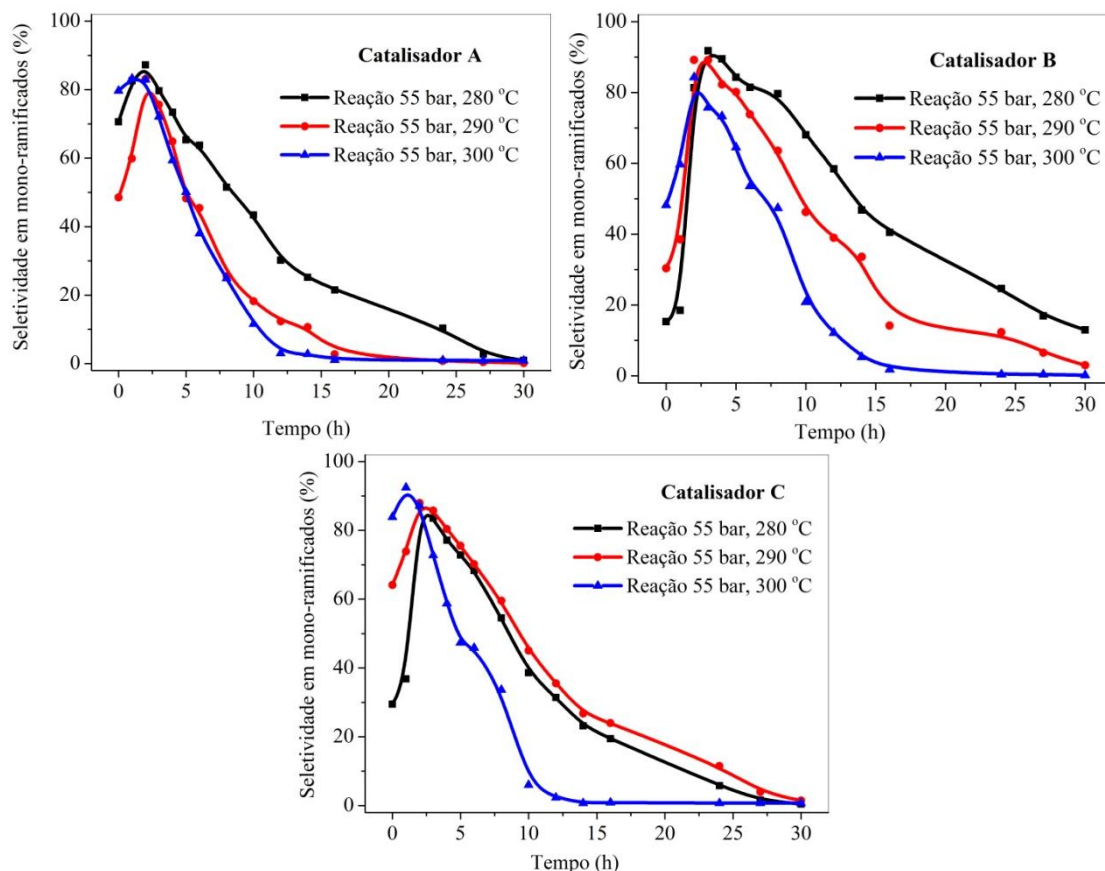 Seletividade em mono-ramificados (%)
100
80
60
40
20
0
Catalisador A
Reação 55 bar, 280 °C
Reação 55 bar, 290 °C
Reação 55 bar, 300 °C
0 5 10 15 20 25 30
Tempo (h)
Seletividade em mono-ramificados (%)
100
80
60
40
20
0
Catalisador B
Reação 55 bar, 280 °C
Reação 55 bar, 290 °C
Reação 55 bar, 300 °C
0 5 10 15 20 25 30
Tempo (h)
Seletividade em mono-ramificados (%)
100
80
60
40
20
0
Catalisador C
Reação 55 bar, 280 °C
Reação 55 bar, 290 °C
Reação 55 bar, 300 °C
0 5 10 15 20 25 30
Tempo (h)